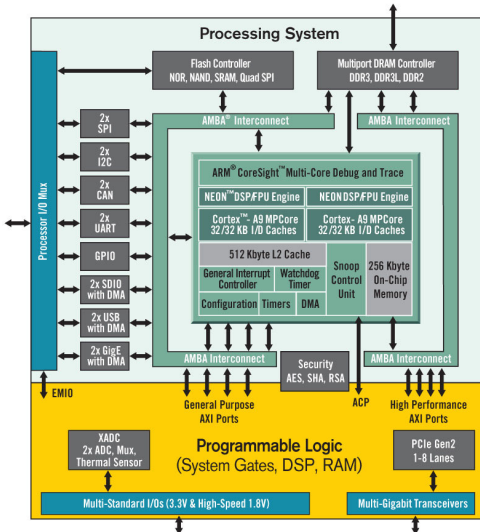 Processing System
Flash Controller
NOR, NAND, SRAM, Quad SPI
Multiport DRAM Controller
DDR3, DDR3L, DDR2
Processor I/O Mux
2x
SPI
2x
I2C
2x
CAN
2x
UART
GPIO
2x SDIO
with DMA
2x USB
with DMA
2x GigE
with DMA
EMIO
AMBA® Interconnect
AMBA Interconnect
ARM® CoreSight™ Multi-Core Debug and Trace
NEON™ DSP/FPU Engine
NEON DSP/FPU Engine
Cortex™- A9 MPCore
32/32 KB I/D Caches
Cortex- A9 MPCore
32/32 KB I/D Caches
512 Kbyte L2 Cache
General Interrupt
Controller
Watchdog
Timer
Configuration
Timers
DMA
Snoop
Control
Unit
256 Kbyte
On-Chip
Memory
AMBA Interconnect
Security
AES, SHA, RSA
AMBA Interconnect
General Purpose
AXI Ports
ACP
High Performance
AXI Ports
XADC
2x ADC, Mux,
Thermal Sensor
Programmable Logic
(System Gates, DSP, RAM)
PCIe Gen2
1-8 Lanes
Multi-Standard I/Os (3.3V & High-Speed 1.8V)
Multi-Gigabit Transceivers